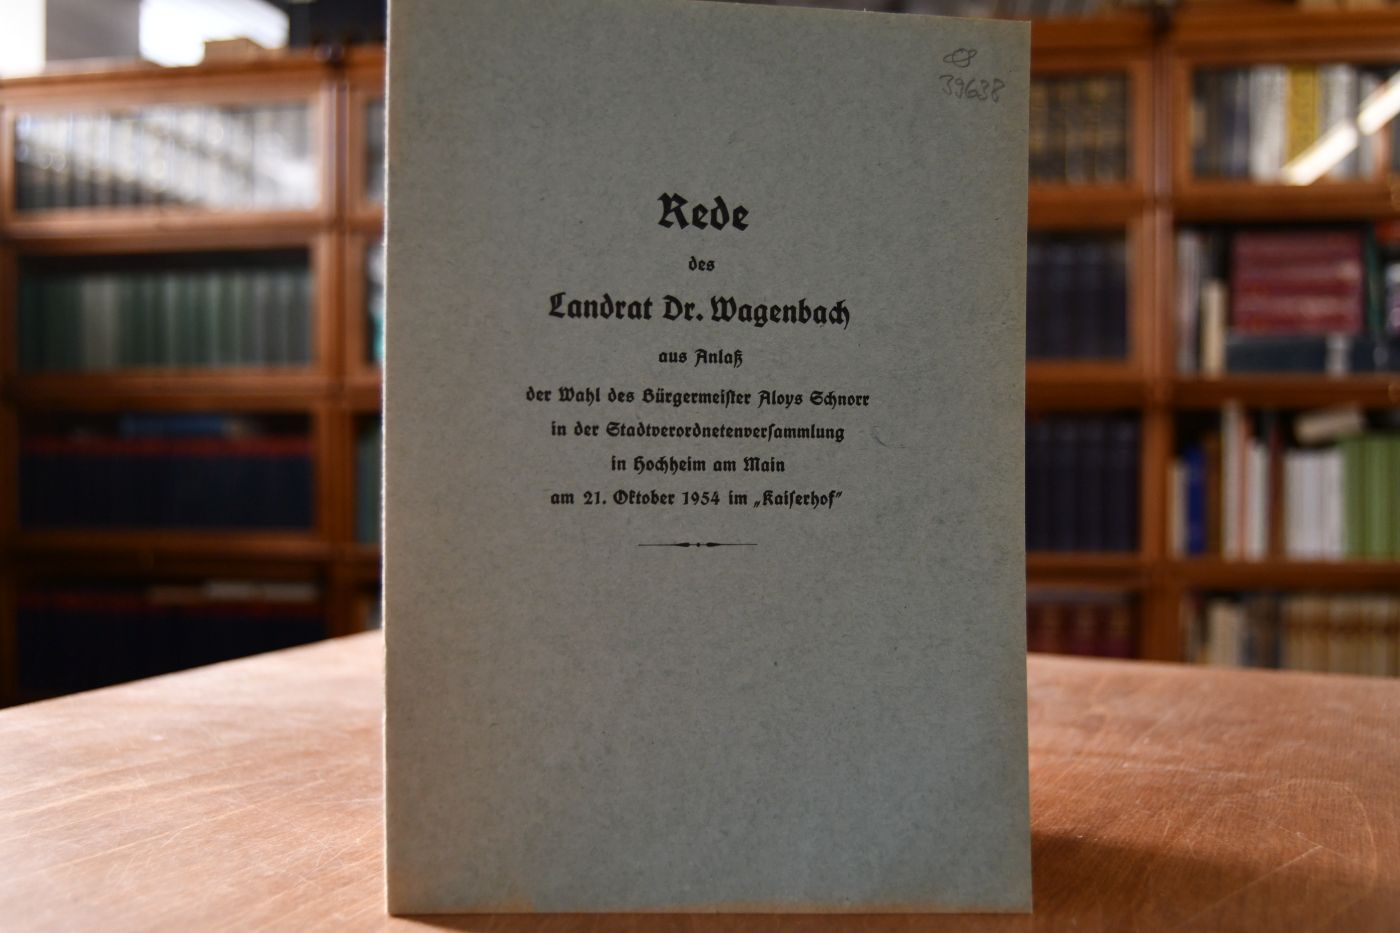 39638
Rede
des
Landrat Dr. Wagenbach
aus Anlaß
der Wahl des Bürgermeister Aloys Schnorr
in der Stadtverordnetenversammlung
in Hochheim am Main
am 21. Oktober 1954 im „Kaiserhof"